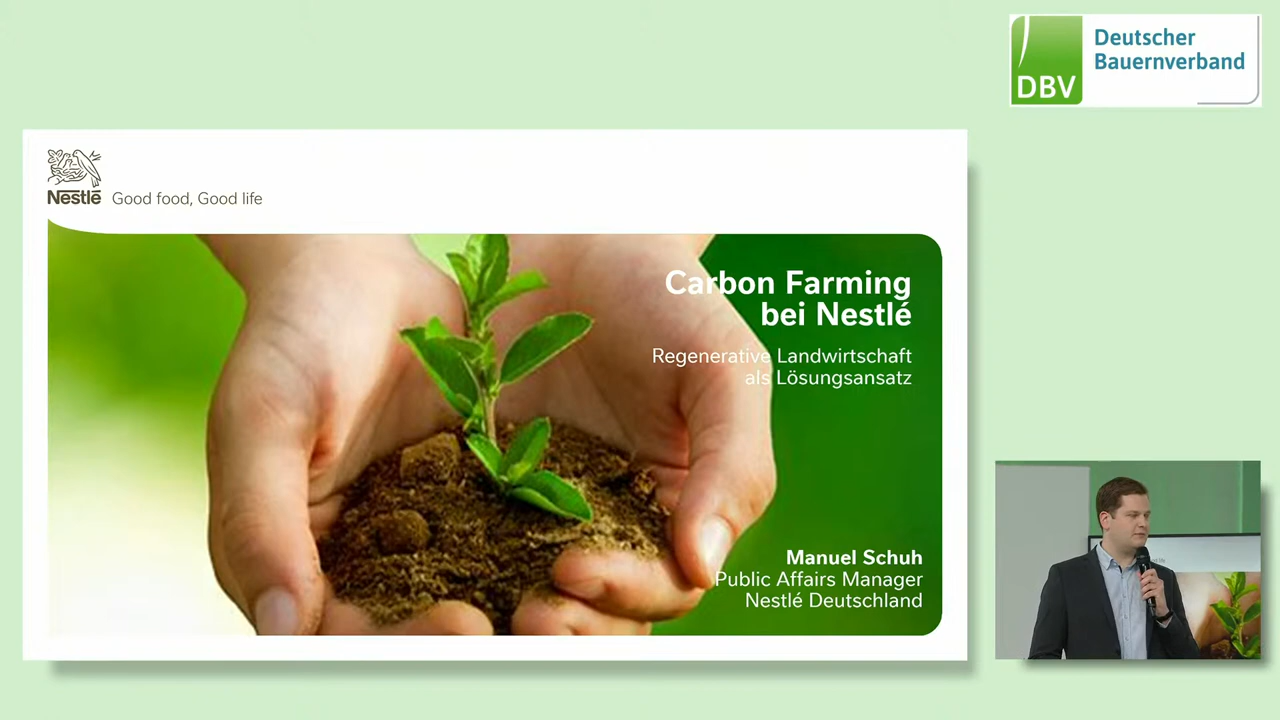 DBV
Deutscher
Bauernverband
Nestlé
Good food, Good life
Carbon Farming
bei Nestlé
Regenerative Landwirtschaft
als Lösungsansatz
Manuel Schuh
Public Affairs Manager
Nestlé Deutschland